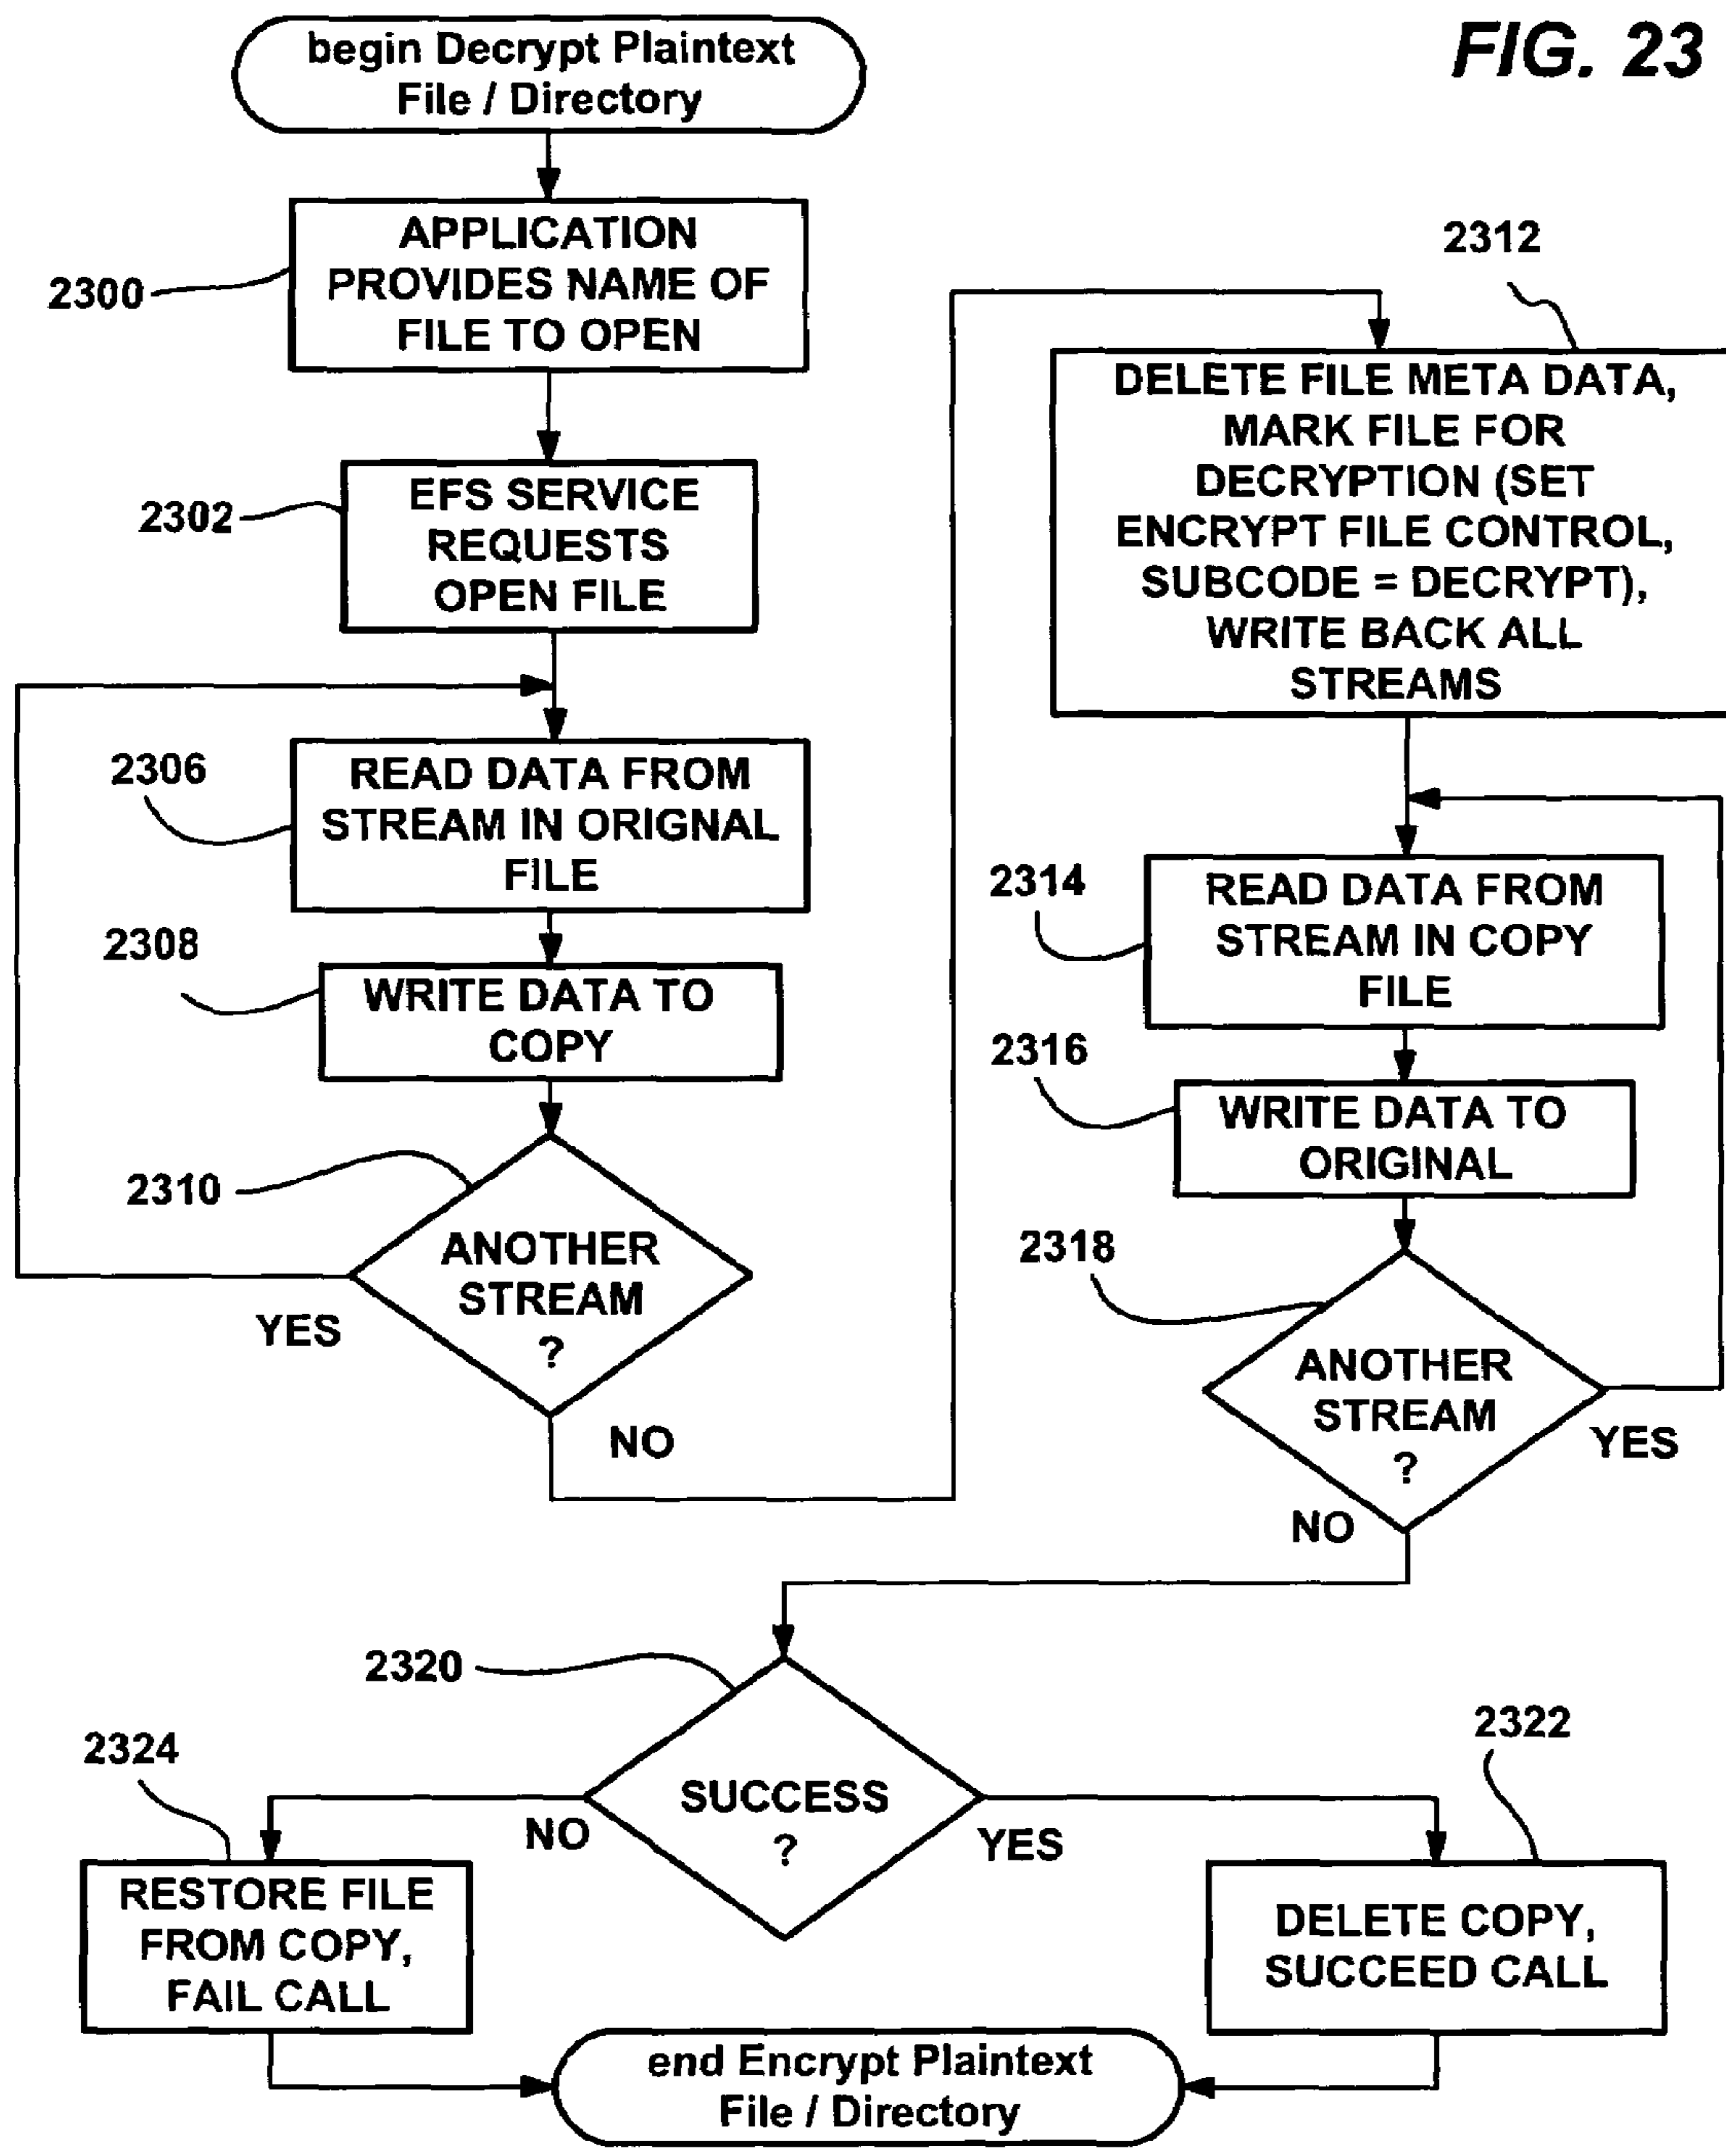 FIG. 23
begin Decrypt Plaintext
File / Directory
2300
APPLICATION
PROVIDES NAME OF
FILE TO OPEN
2302
EFS SERVICE
REQUESTS
OPEN FILE
2306
READ DATA FROM
STREAM IN ORIGNAL
FILE
2308
WRITE DATA TO
COPY
2310
ANOTHER
STREAM
?
YES
NO
2312
DELETE FILE META DATA,
MARK FILE FOR
DECRYPTION (SET
ENCRYPT FILE CONTROL,
SUBCODE = DECRYPT),
WRITE BACK ALL
STREAMS
2314
READ DATA FROM
STREAM IN COPY
FILE
2316
WRITE DATA TO
ORIGINAL
2318
ANOTHER
STREAM
?
YES
NO
2320
SUCCESS
?
NO
YES
2324
RESTORE FILE
FROM COPY,
FAIL CALL
2322
DELETE COPY,
SUCCEED CALL
end Encrypt Plaintext
File / Directory